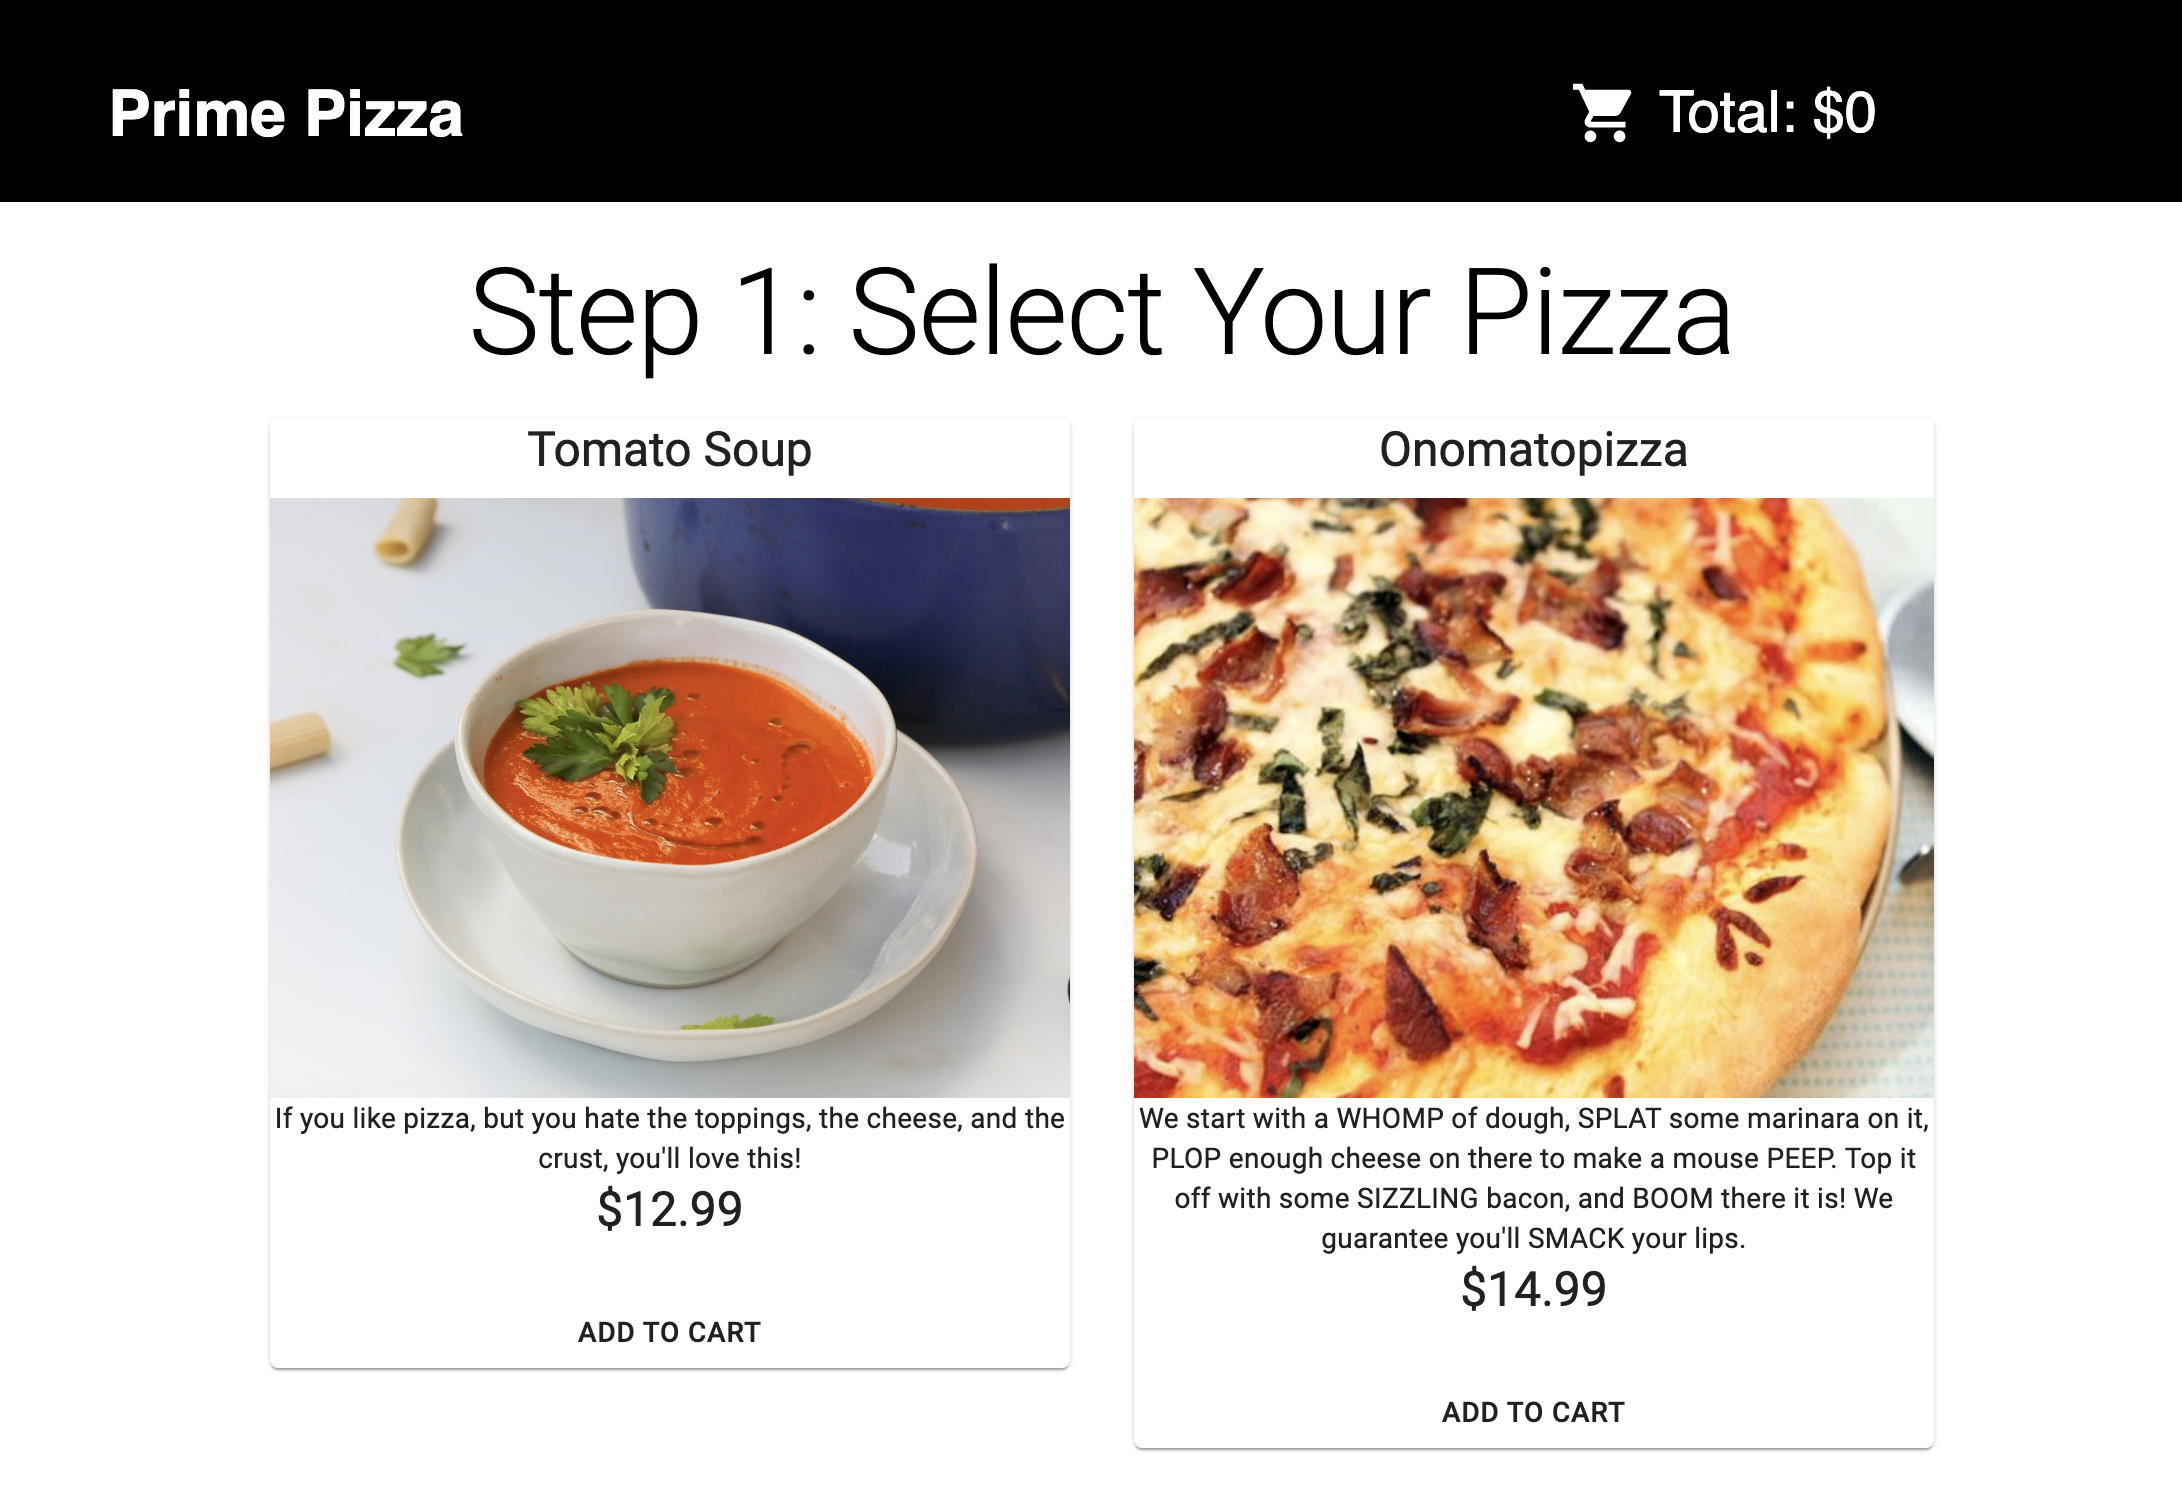 Prime Pizza
Total: $0
Step 1: Select Your Pizza
Tomato Soup
If you like pizza, but you hate the toppings, the cheese, and the
crust, you'll love this!
$12.99
ADD TO CART
Onomatopizza
We start with a WHOMP of dough, SPLAT some marinara on it,
PLOP enough cheese on there to make a mouse PEEP. Top it
off with some SIZZLING bacon, and BOOM there it is! We
guarantee you'll SMACK your lips.
$14.99
ADD TO CART